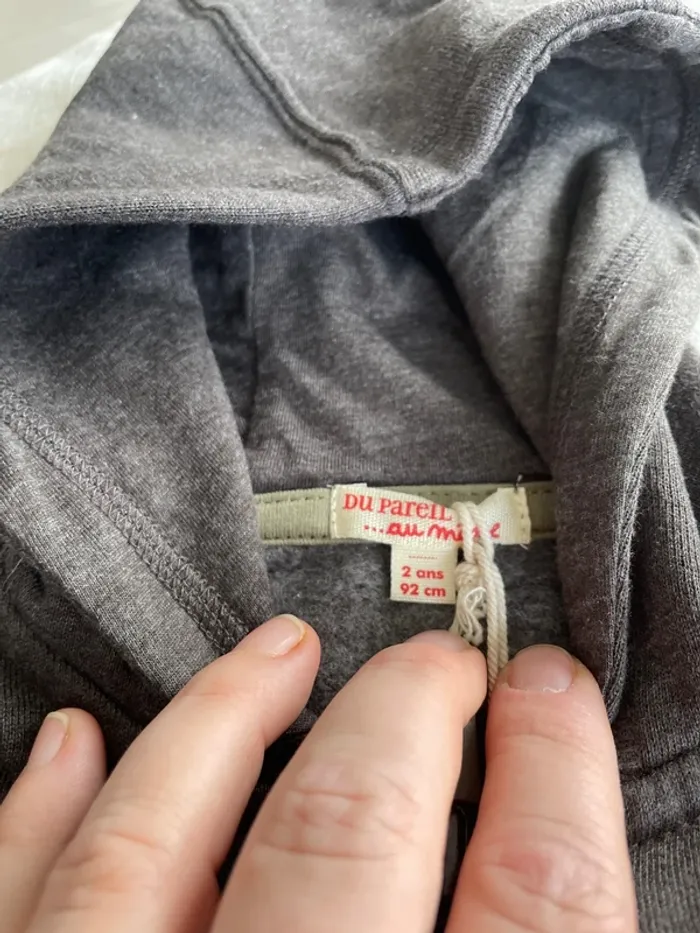 DU PAREIL
...au
2 ans
92 cm